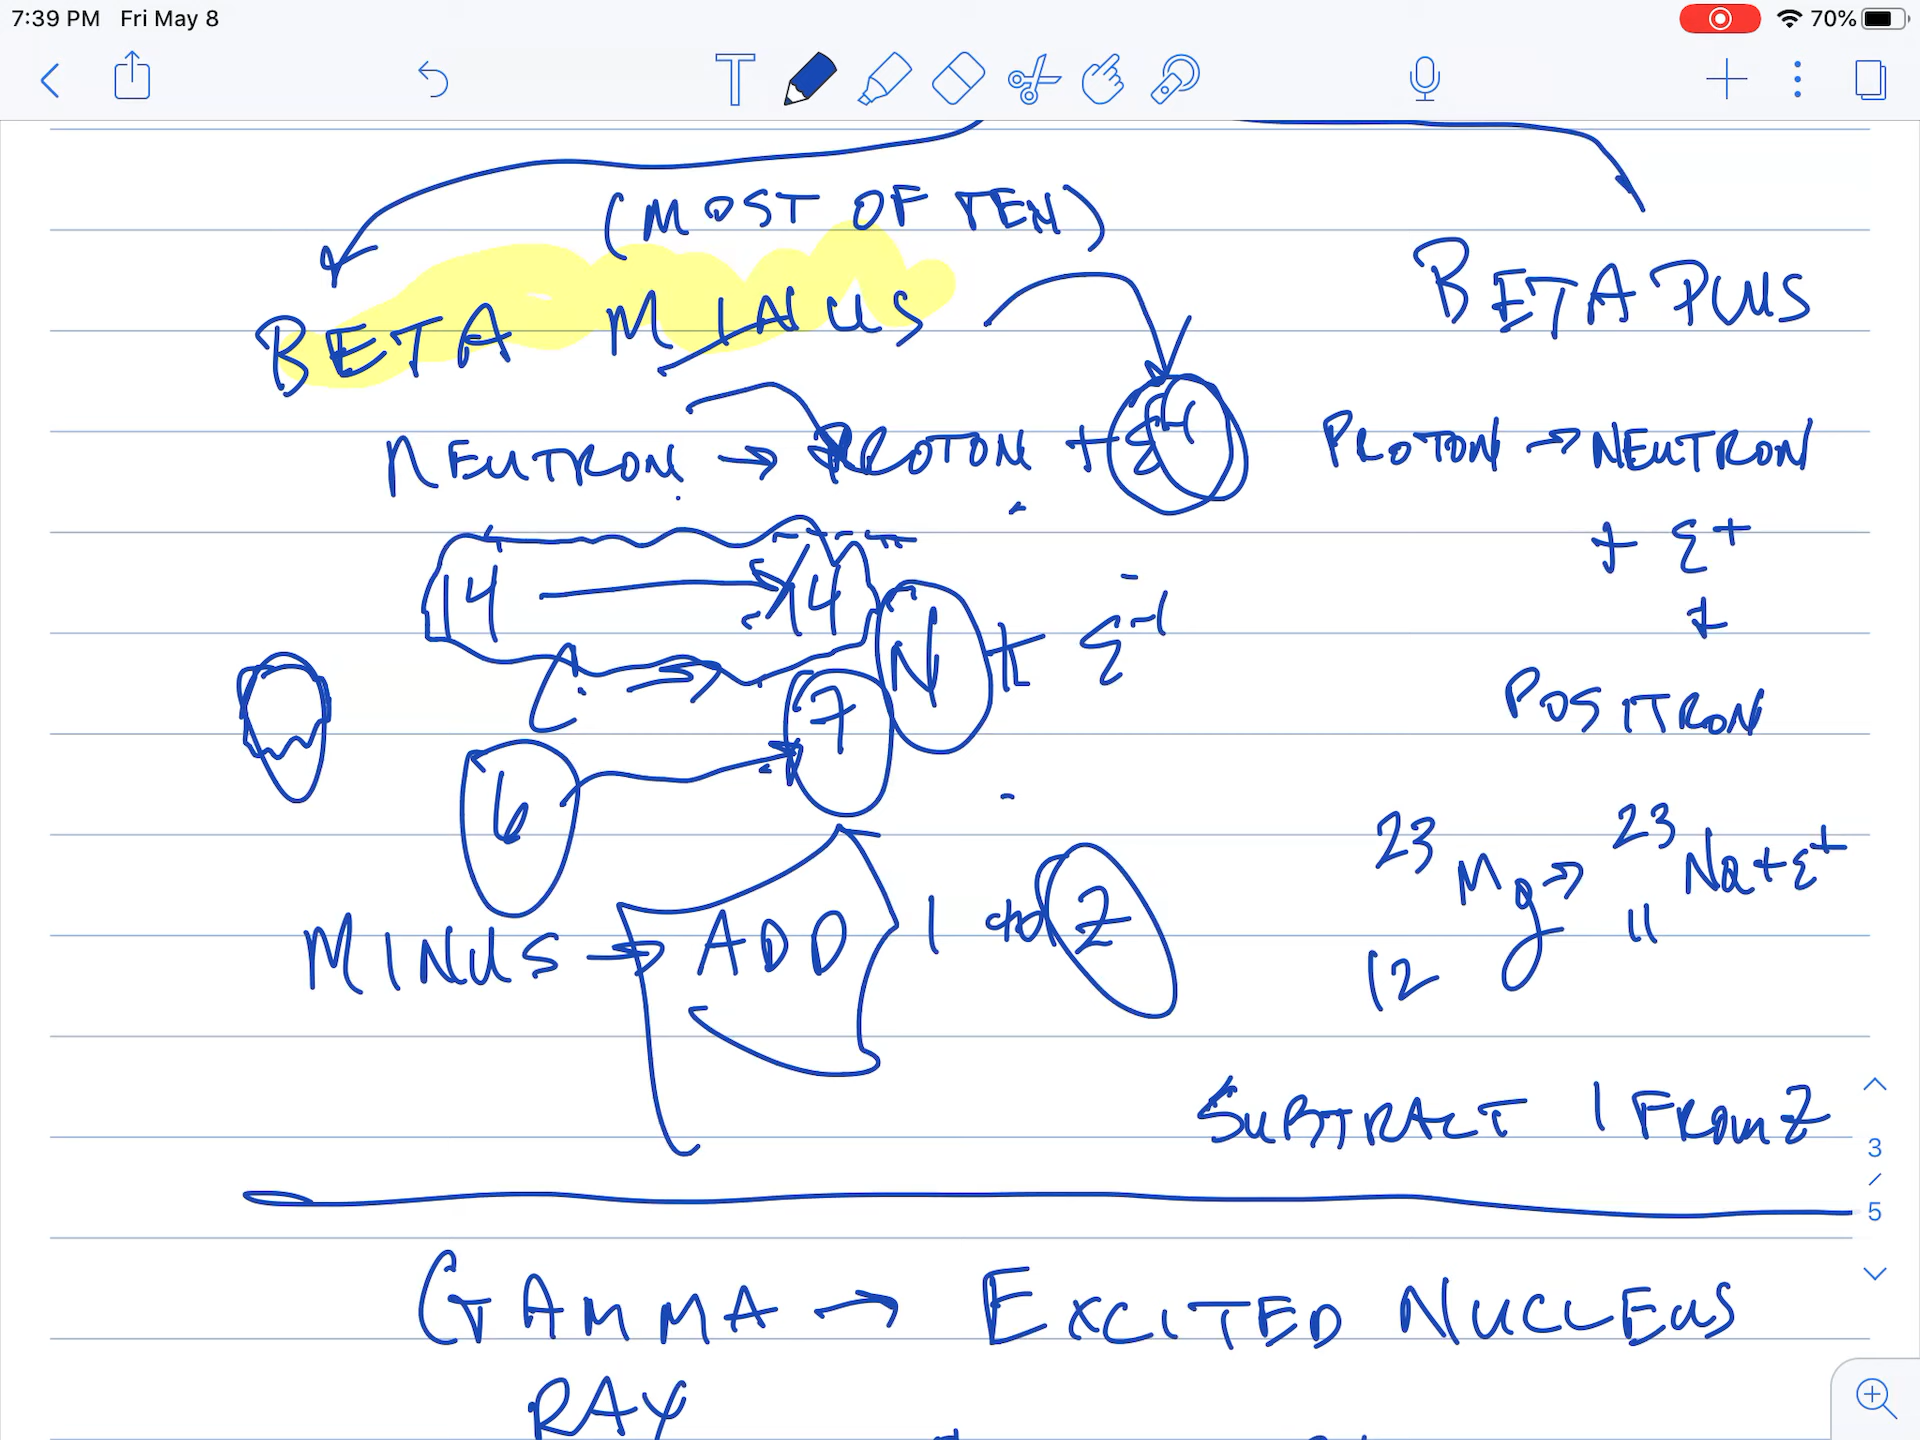 7:39 PM Fri May 8
70%
T
(MOST OFTEN)
BETA MINUS
BETA PLUS
NEUTRON → PROTON + ε-1
PROTON → NEUTRON
+ ε+
↓
POSITRON
14 → 14
C → N + ε-1
6 → 7
23 Mg → 23 Na + ε+
12 11
MINUS → ADD 1 to Z
SUBTRACT 1 FROM Z
3
/
5
GAMMA → EXCITED NUCLEUS
RAY